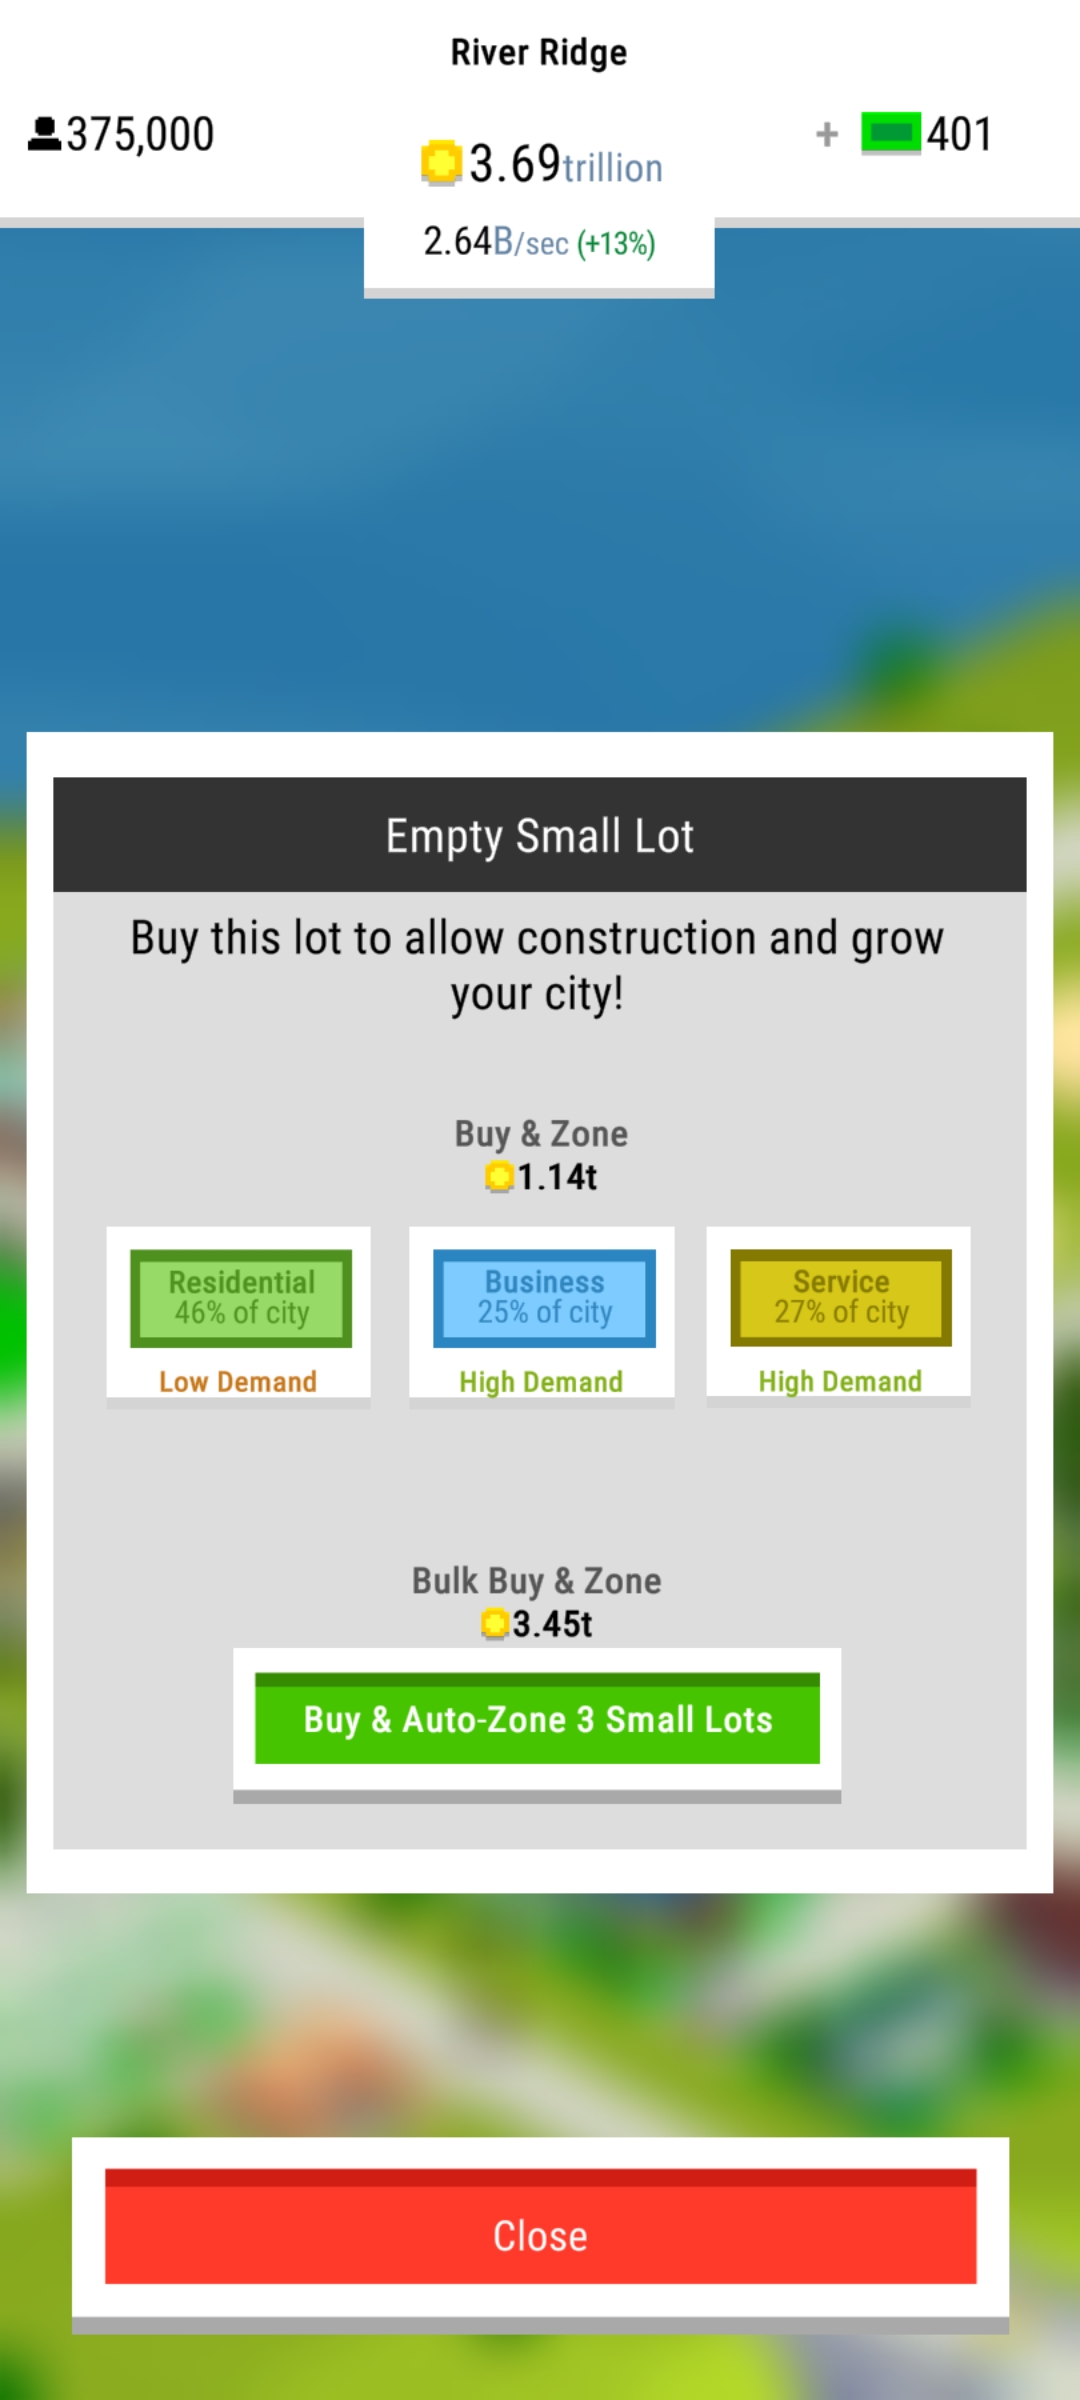 River Ridge
375,000
3.69trillion
+ 401
2.64B/sec (+13%)
Empty Small Lot
Buy this lot to allow construction and grow
your city!
Buy & Zone
1.14t
Residential
46% of city
Low Demand
Business
25% of city
High Demand
Service
27% of city
High Demand
Bulk Buy & Zone
3.45t
Buy & Auto-Zone 3 Small Lots
Close